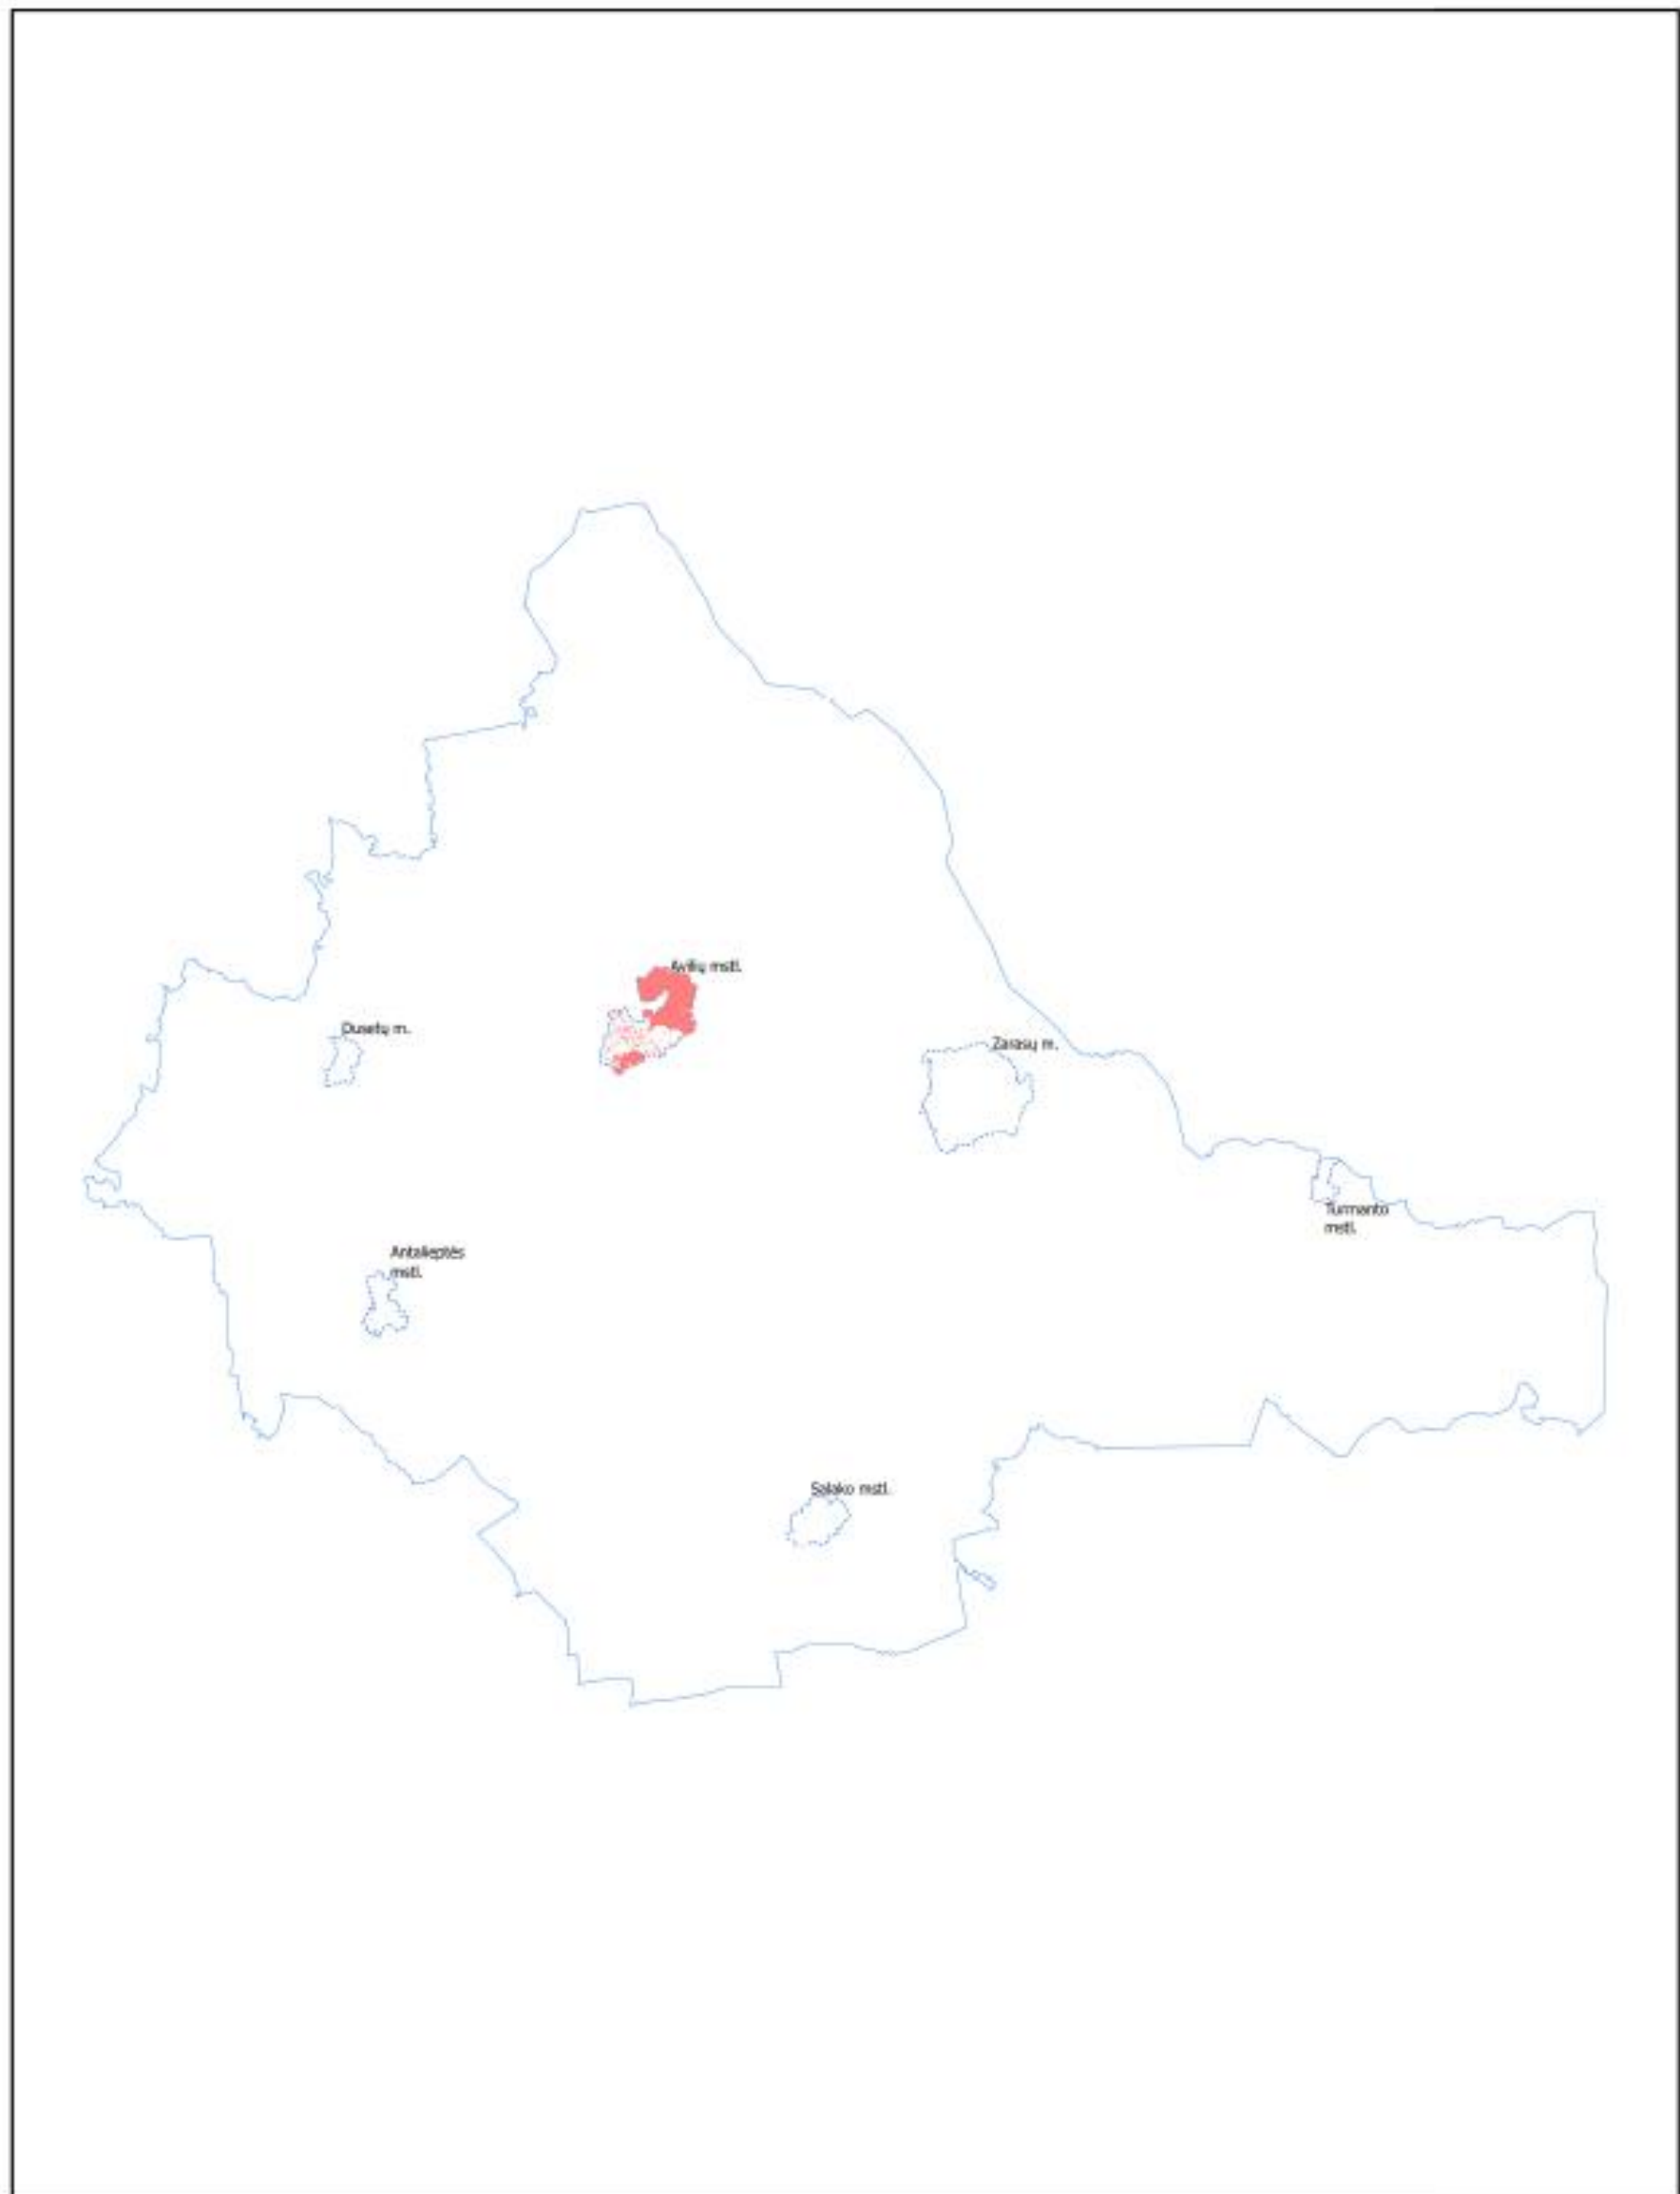 Avilių mstl.
Dusetų m.
Zarasų m.
Turmanto
mstl.
Antalieptės
mstl.
Salako mstl.